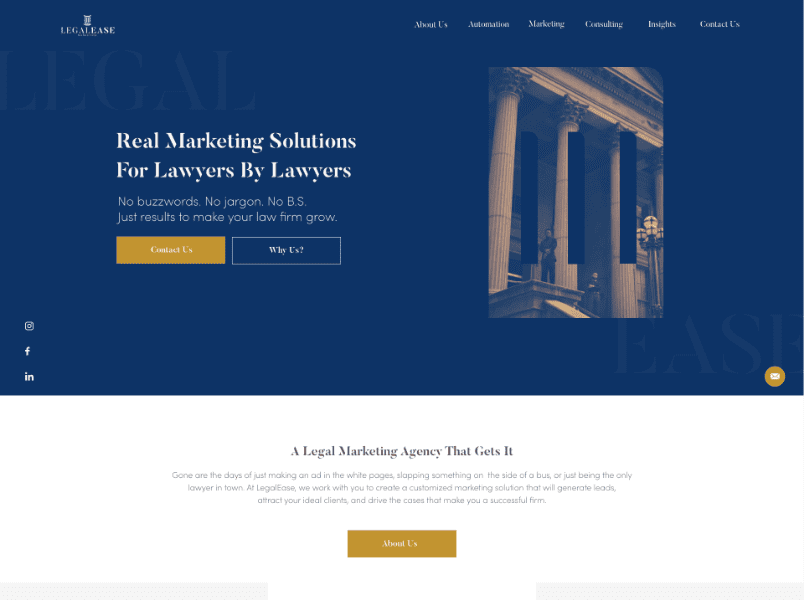 LEGALEASE
About Us
Automation
Marketing
Consulting
Insights
Contact Us
LEGAL
Real Marketing Solutions
For Lawyers By Lawyers
No buzzwords. No jargon. No B.S.
Just results to make your law firm grow.
Contact Us
Why Us?
EASE
A Legal Marketing Agency That Gets It
Gone are the days of just making an ad in the white pages, slapping something on the side of a bus, or just being the only
lawyer in town. At LegalEase, we work with you to create a customized marketing solution that will generate leads,
attract your ideal clients, and drive the cases that make you a successful firm.
About Us